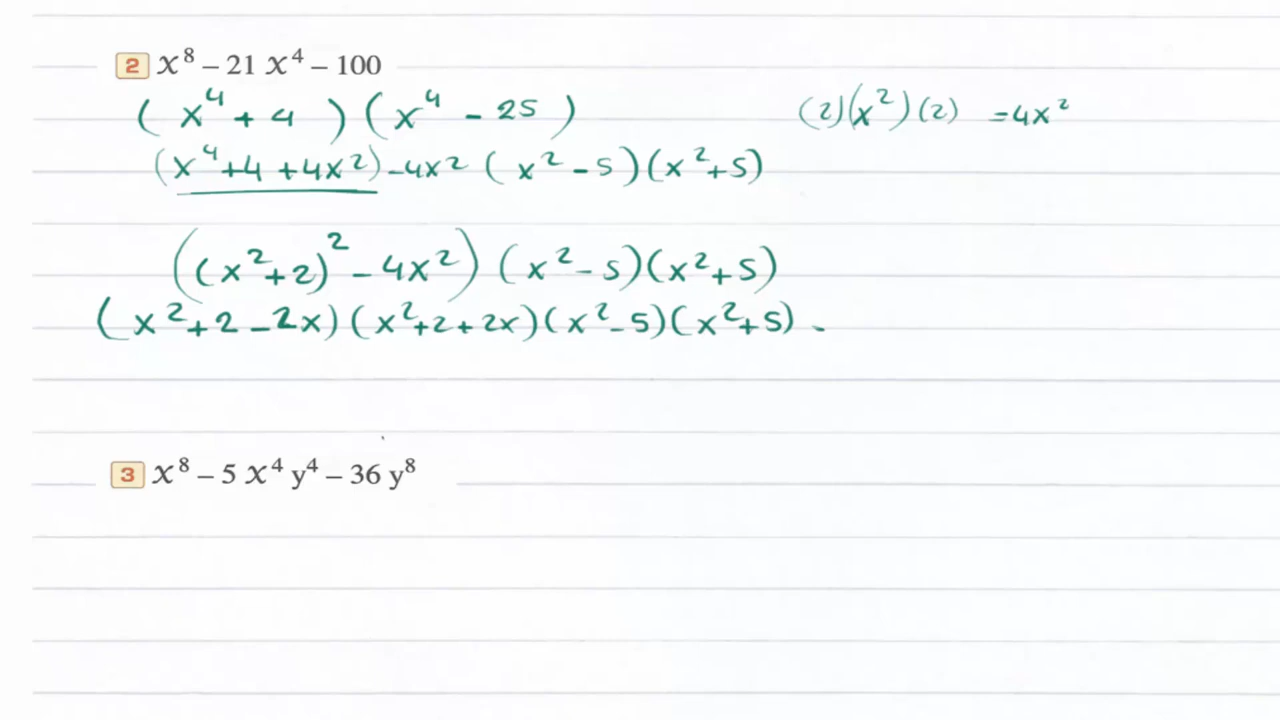 2 x⁸ – 21 x⁴ – 100
( x⁴ + 4 ) ( x⁴ - 25 ) (2)(x²)(2) = 4x²
(x⁴ + 4 + 4x²) - 4x² ( x² - 5 ) ( x² + 5)
((x² + 2)² - 4x²) (x² - 5)(x² + 5)
( x² + 2 - 2x) ( x² + 2 + 2x) ( x² - 5)(x² + 5) -
3 x⁸ – 5 x⁴ y⁴ – 36 y⁸